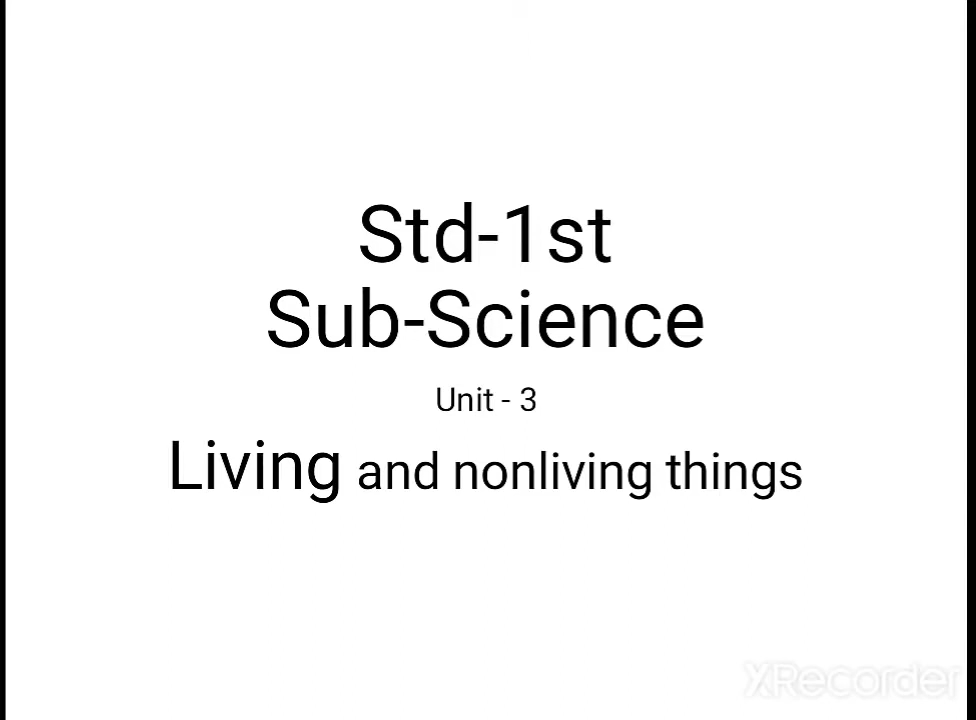 Std-1st
Sub-Science
Unit - 3
Living and nonliving things
XRecorder